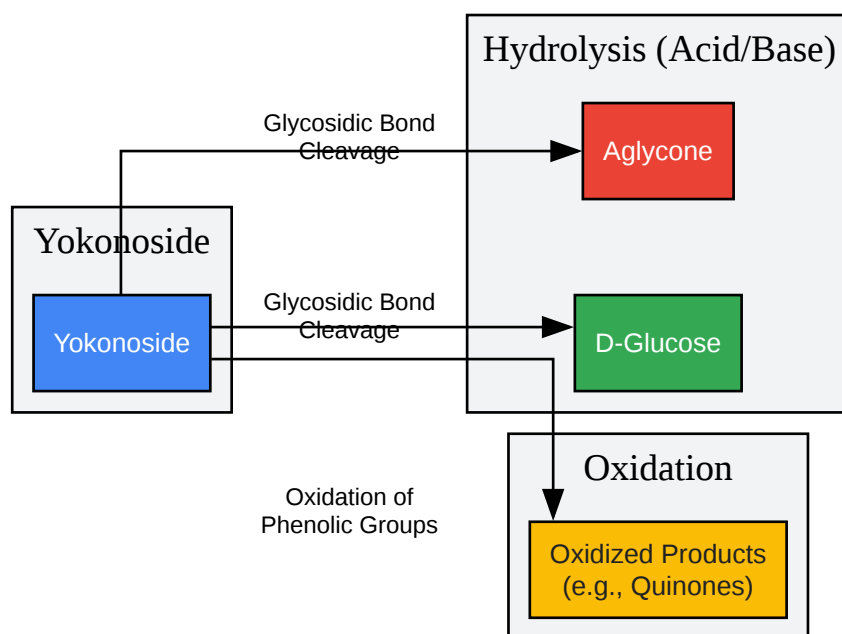 Hydrolysis (Acid/Base)
Glycosidic Bond
Cleavage
Aglycone
Yokonoside
Glycosidic Bond
Cleavage
Yokonoside
D-Glucose
Oxidation
Oxidation of
Phenolic Groups
Oxidized Products
(e.g., Quinones)